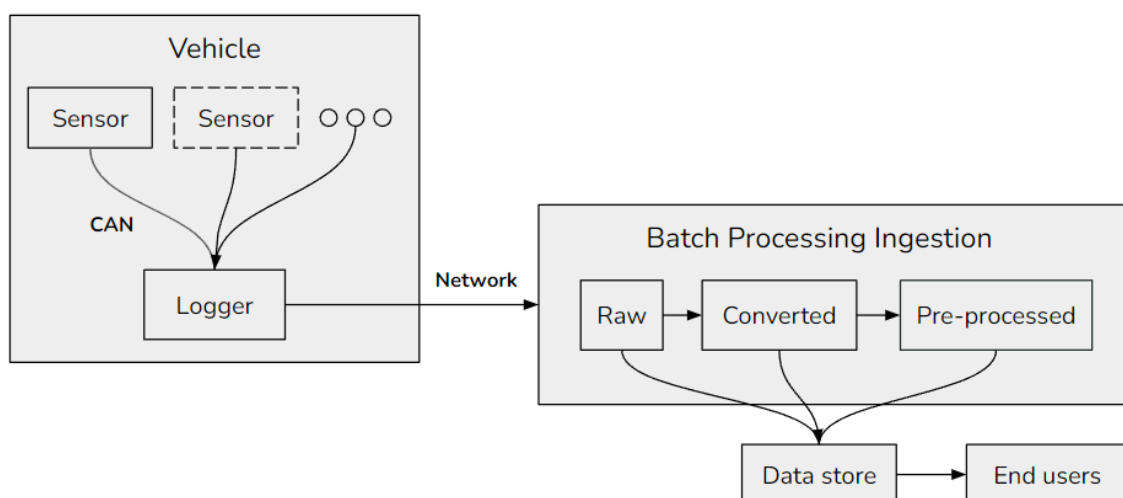 Vehicle
Sensor
Sensor
CAN
Logger
Network
Batch Processing Ingestion
Raw
Converted
Pre-processed
Data store
End users